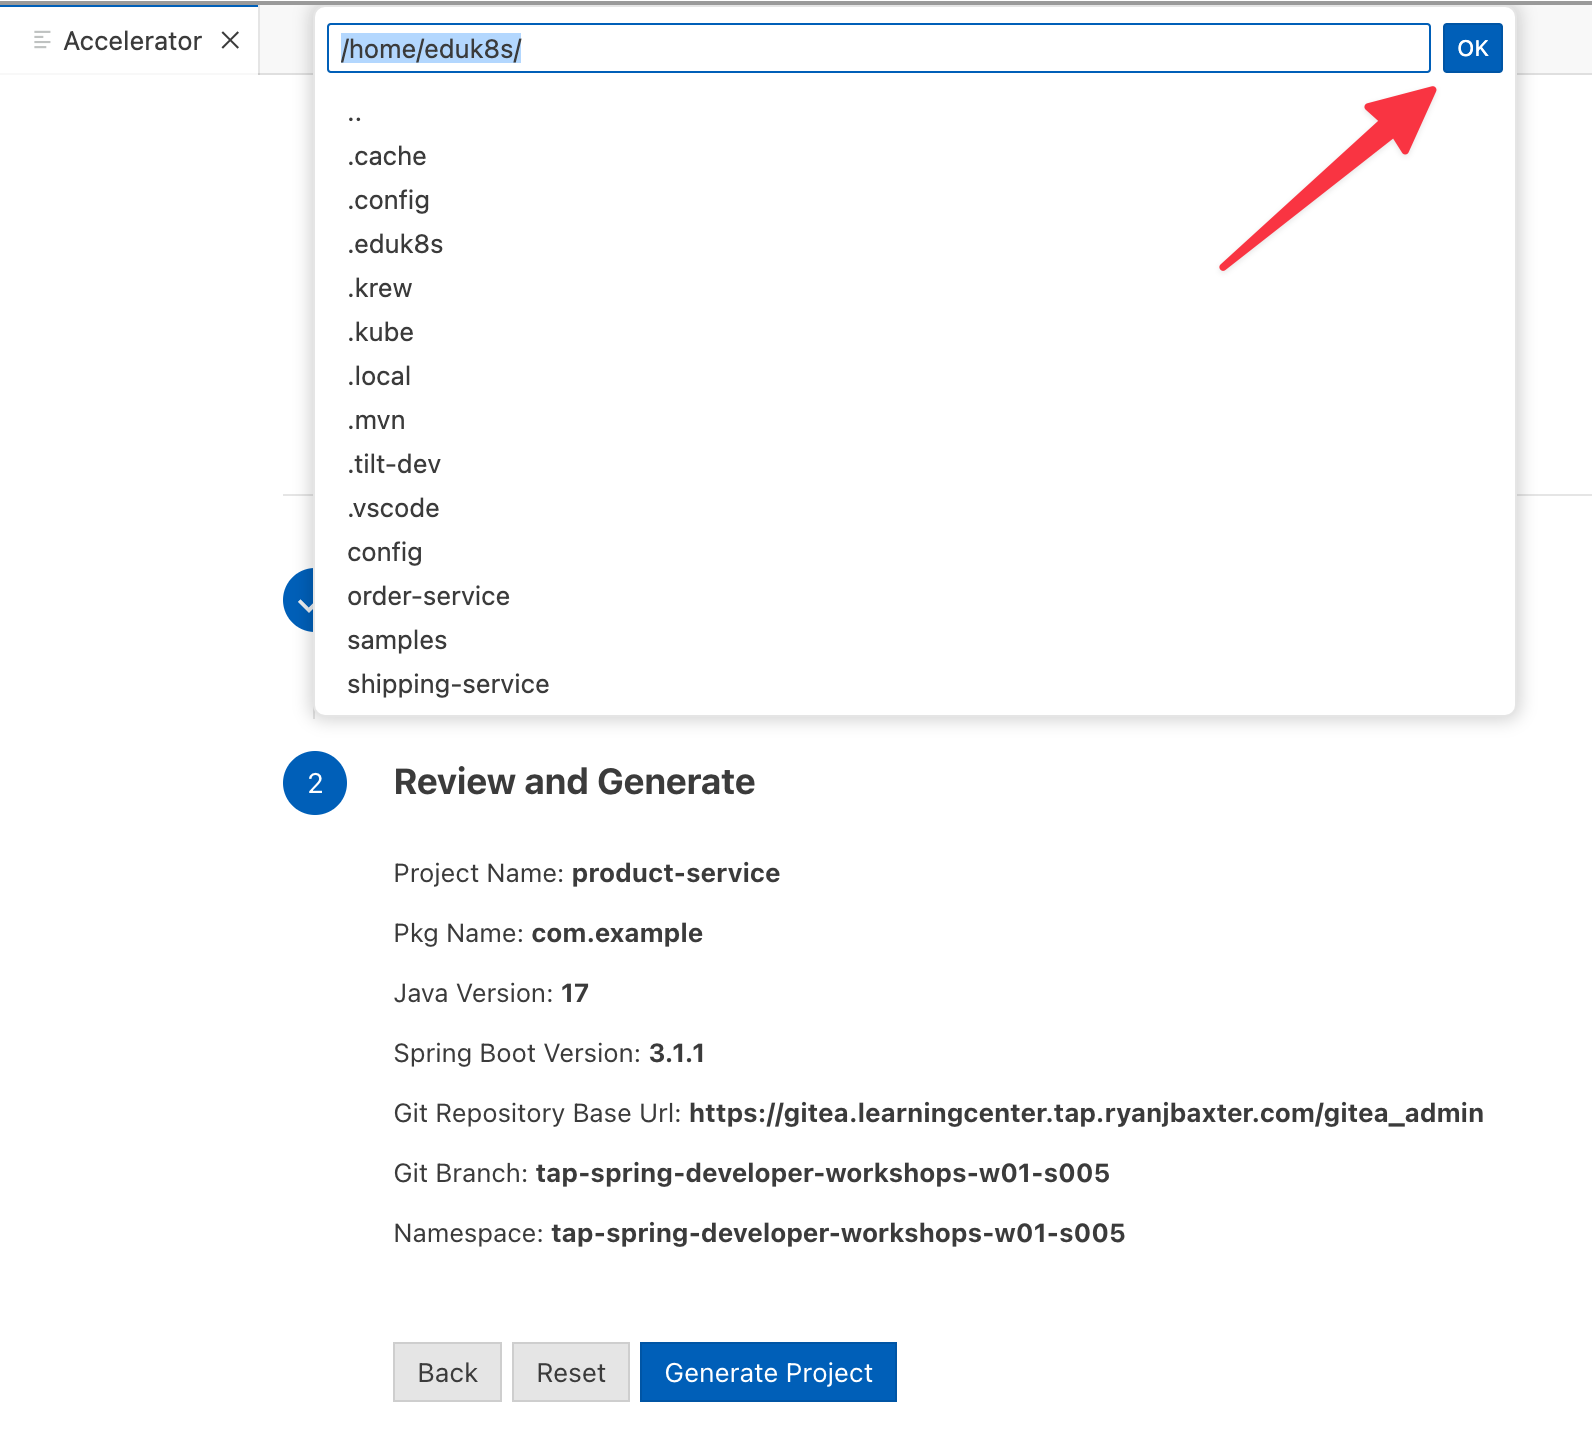 Accelerator
/home/eduk8s/
OK
..
.cache
.config
.eduk8s
.krew
.kube
.local
.mvn
.tilt-dev
.vscode
config
order-service
samples
shipping-service
2
Review and Generate
Project Name: product-service
Pkg Name: com.example
Java Version: 17
Spring Boot Version: 3.1.1
Git Repository Base Url: https://gitea.learningcenter.tap.ryanjbaxter.com/gitea_admin
Git Branch: tap-spring-developer-workshops-w01-s005
Namespace: tap-spring-developer-workshops-w01-s005
Back
Reset
Generate Project